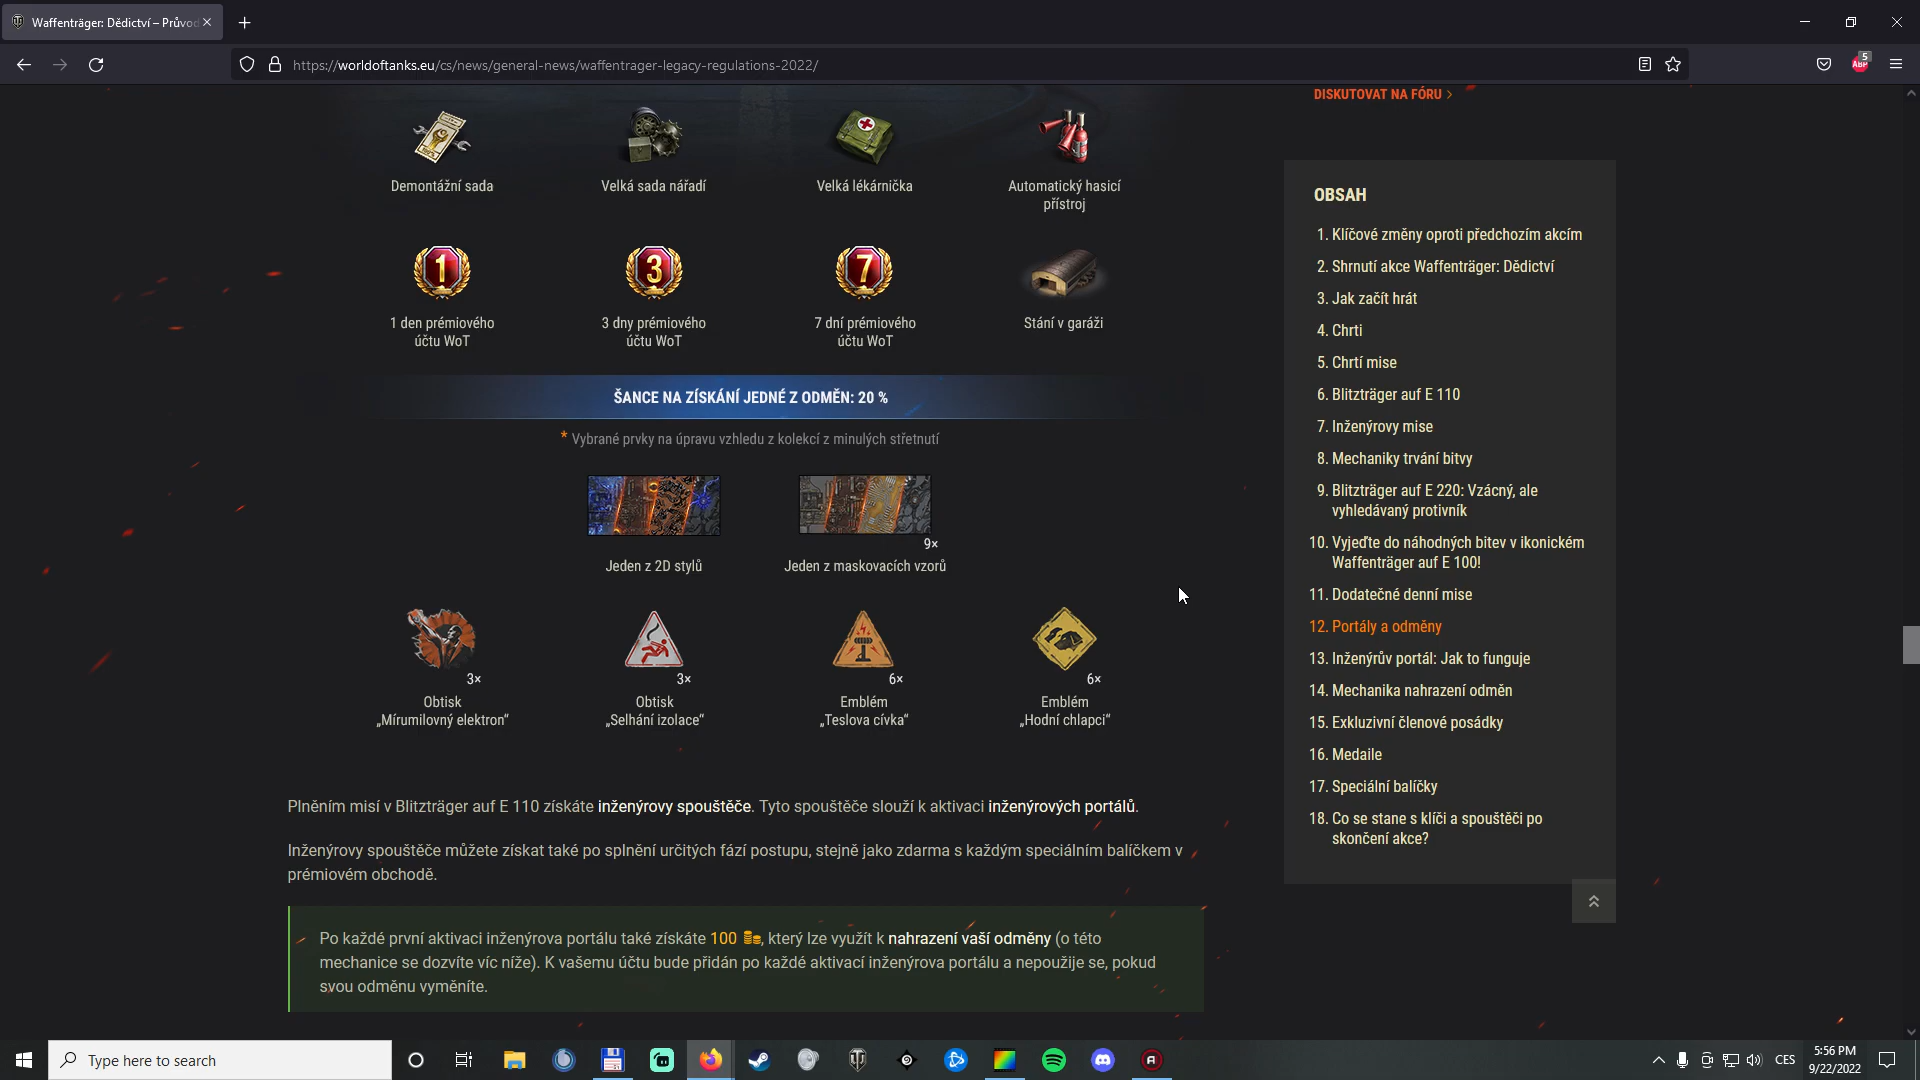 Waffenträger: Dědictví – Průvod
https://worldoftanks.eu/cs/news/general-news/waffentrager-legacy-regulations-2022/
5
ABP
DISKUTOVAT NA FÓRU
Demontážní sada
Velká sada nářadí
Velká lékárnička
Automatický hasicí
přístroj
1
3
7
1 den prémiového
účtu WoT
3 dny prémiového
účtu WoT
7 dní prémiového
účtu WoT
Stání v garáži
ŠANCE NA ZÍSKÁNÍ JEDNÉ Z ODMĚN: 20 %
* Vybrané prvky na úpravu vzhledu z kolekcí z minulých střetnutí
9×
Jeden z 2D stylů
Jeden z maskovacích vzorů
3×
3×
6×
6×
Obtisk
„Mírumilovný elektron“
Obtisk
„Selhání izolace“
Emblém
„Teslova cívka“
Emblém
„Hodní chlapci“
Plněním misí v Blitzträger auf E 110 získáte inženýrovy spouštěče. Tyto spouštěče slouží k aktivaci inženýrových portálů.
Inženýrovy spouštěče můžete získat také po splnění určitých fází postupu, stejně jako zdarma s každým speciálním balíčkem v
prémiovém obchodě.
Po každé první aktivaci inženýrova portálu také získáte 100 , který lze využít k nahrazení vaší odměny (o této
mechanice se dozvíte víc níže). K vašemu účtu bude přidán po každé aktivací inženýrova portálu a nepoužije se, pokud
svou odměnu vyměníte.
OBSAH
1. Klíčové změny oproti předchozím akcím
2. Shrnutí akce Waffenträger: Dědictví
3. Jak začít hrát
4. Chrti
5. Chrtí mise
6. Blitzträger auf E 110
7. Inženýrovy mise
8. Mechaniky trvání bitvy
9. Blitzträger auf E 220: Vzácný, ale
vyhledávaný protivník
10. Vyjeďte do náhodných bitev v ikonickém
Waffenträger auf E 100!
11. Dodatečné denní mise
12. Portály a odměny
13. Inženýrův portál: Jak to funguje
14. Mechanika nahrazení odměn
15. Exkluzivní členové posádky
16. Medaile
17. Speciální balíčky
18. Co se stane s klíči a spouštěči po
skončení akce?
Type here to search
CES
5:56 PM
9/22/2022